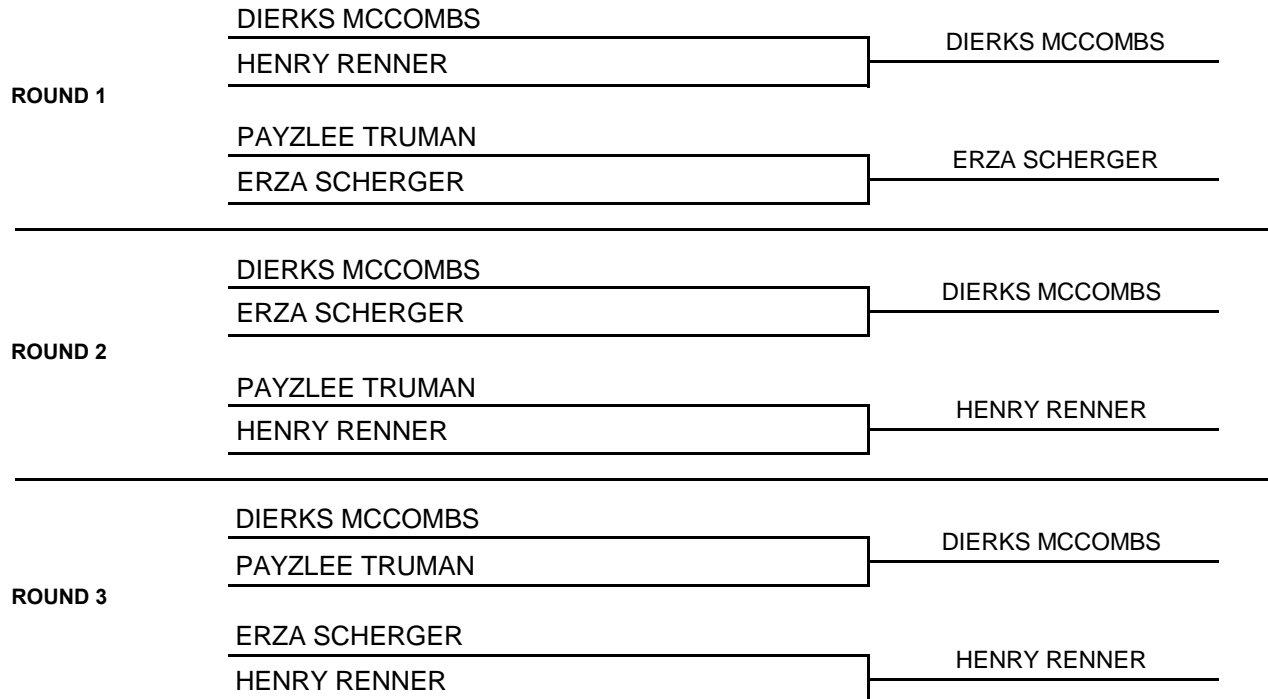 DIERKS MCCOMBS
DIERKS MCCOMBS
HENRY RENNER
ROUND 1
PAYZLEE TRUMAN
ERZA SCHERGER
ERZA SCHERGER
DIERKS MCCOMBS
DIERKS MCCOMBS
ERZA SCHERGER
ROUND 2
PAYZLEE TRUMAN
HENRY RENNER
HENRY RENNER
DIERKS MCCOMBS
DIERKS MCCOMBS
PAYZLEE TRUMAN
ROUND 3
ERZA SCHERGER
HENRY RENNER
HENRY RENNER